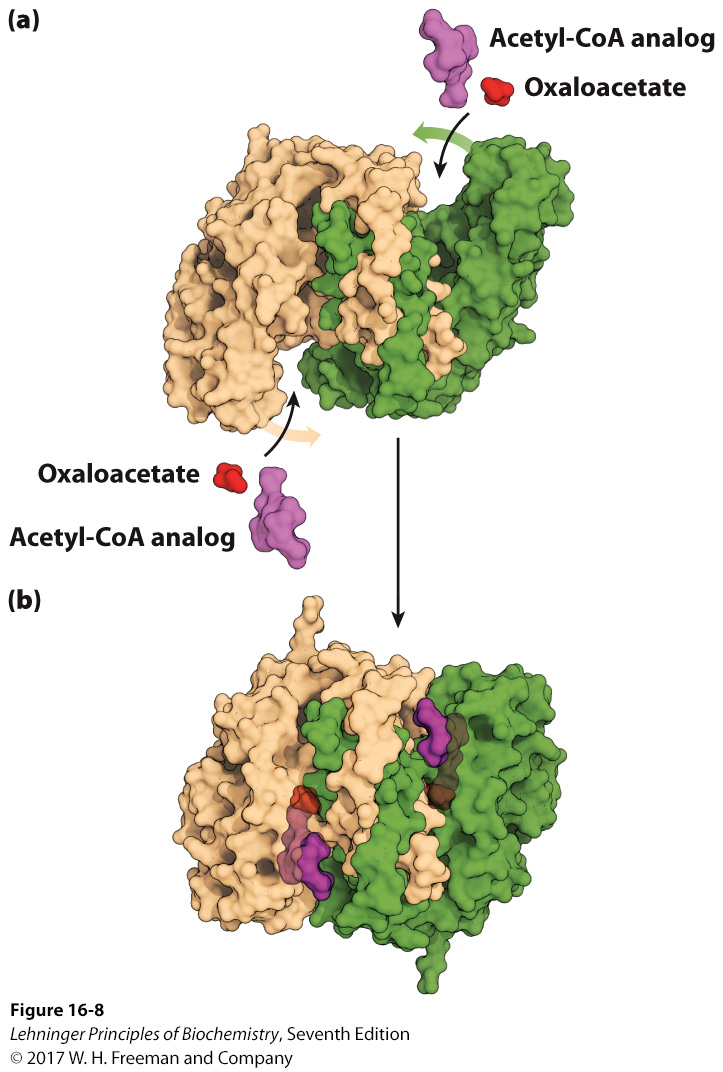 (a)
Acetyl-CoA analog
Oxaloacetate
Oxaloacetate
Acetyl-CoA analog
(b)
Figure 16-8
Lehninger Principles of Biochemistry, Seventh Edition
© 2017 W. H. Freeman and Company